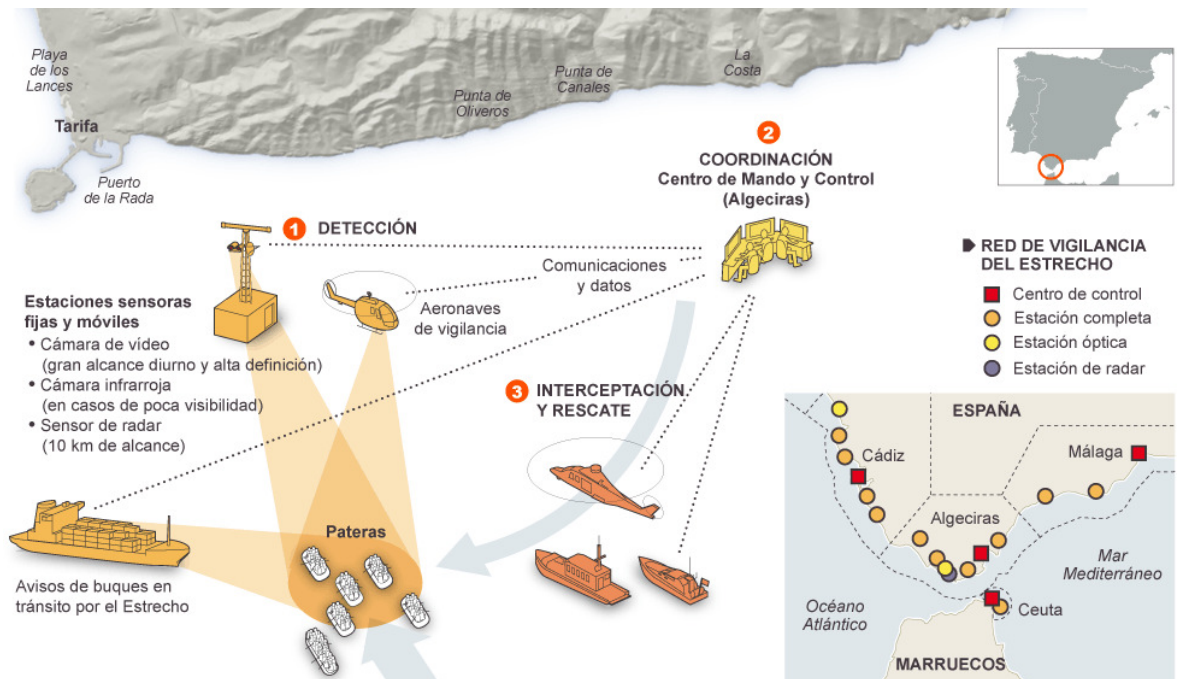 Playa
de los
Lances
Tarifa
Puerto
de la Rada
Punta de
Oliveros
Punta de
Canales
La
Costa
1 DETECCIÓN
2
COORDINACIÓN
Centro de Mando y Control
(Algeciras)
Comunicaciones
y datos
Aeronaves
de vigilancia
Estaciones sensoras
fijas y móviles
• Cámara de vídeo
(gran alcance diurno y alta definición)
• Cámara infrarroja
(en casos de poca visibilidad)
• Sensor de radar
(10 km de alcance)
3 INTERCEPTACIÓN
Y RESCATE
Pateras
Avisos de buques en
tránsito por el Estrecho
RED DE VIGILANCIA
DEL ESTRECHO
Centro de control
Estación completa
Estación óptica
Estación de radar
ESPAÑA
Cádiz
Málaga
Algeciras
Mar
Mediterráneo
Océano
Atlántico
Ceuta
MARRUECOS